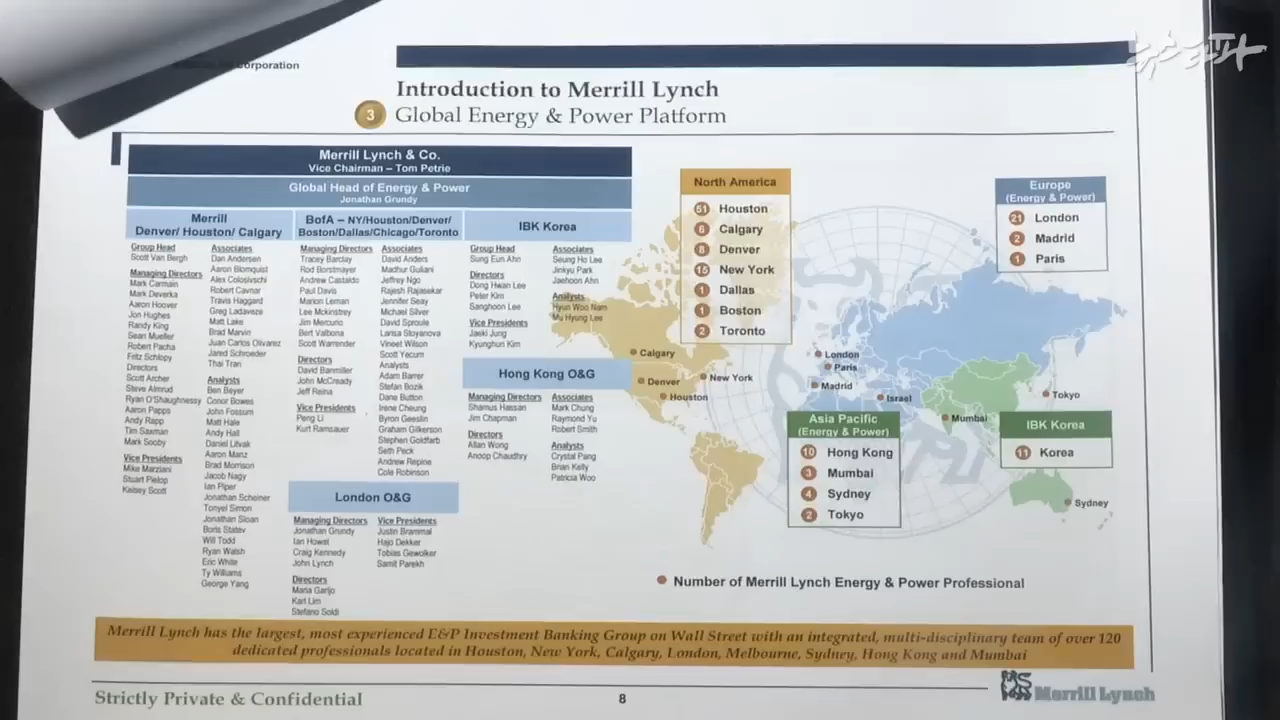 뉴스타파
Corporation
Introduction to Merrill Lynch
3
Global Energy & Power Platform
Merrill Lynch & Co.
Vice Chairman – Tom Petrie
Global Head of Energy & Power
Jonathan Grundy
Merrill
Denver/ Houston/ Calgary
Group Head
Scott Van Bergh
Managing Directors
Mark Carmain
Mark Deverka
Aaron Hoover
Jon Hughes
Randy King
Sean Mueller
Robert Pacha
Fritz Schlopy
Directors
Scott Archer
Steve Almrud
Ryan O'Shaughnessy
Aaron Papps
Andy Rapp
Tim Saxman
Mark Sooby
Vice Presidents
Mike Marziani
Stuart Pielop
Kelsey Scott
Associates
Dan Andersen
Aaron Blomquist
Alex Colosivschi
Robert Cavnar
Travis Haggard
Greg Ladaveze
Matt Lake
Brad Marvin
Juan Carlos Olivarez
Jared Schroeder
Thai Tran
Analysts
Ben Beyer
Conor Bowes
John Fossum
Matt Hale
Andy Hall
Daniel Litvak
Aaron Manz
Brad Morrison
Jacob Nagy
Ian Piper
Jonathan Scheiner
Tonyel Simon
Jonathan Sloan
Boris Statev
Will Todd
Ryan Walsh
Eric White
Ty Williams
George Yang
BofA – NY/Houston/Denver/
Boston/Dallas/Chicago/Toronto
Managing Directors
Tracey Barclay
Rod Borstmayer
Andrew Castaldo
Paul Davis
Marion Leman
Lee Mckinstrey
Jim Mercurio
Bert Valbona
Scott Warrender
Directors
David Banmiller
John McCready
Jeff Reina
Vice Presidents
Peng Li
Kurt Ramsauer
Associates
David Anders
Madhur Guliani
Jeffrey Ngo
Rajesh Rajasekar
Jennifer Seay
Michael Silver
David Sproule
Larisa Stoyanova
Vineet Wilson
Scott Yecum
Analysts
Adam Barrer
Stefan Bozik
Dane Button
Irene Cheung
Byron Geeslin
Graham Gilkerson
Stephen Goldfarb
Seth Peck
Andrew Repine
Cole Robinson
London O&G
Managing Directors
Jonathan Grundy
Ian Howat
Craig Kennedy
John Lynch
Directors
Maria Garijo
Karl Lim
Stefano Soldi
Vice Presidents
Justin Brammal
Hajo Dekker
Tobias Gewolker
Samit Parekh
IBK Korea
Group Head
Sung Eun Ahn
Directors
Dong Hwan Lee
Peter Kim
Sanghoon Lee
Vice Presidents
Jaeki Jung
Kyunghun Kim
Associates
Seung Ho Lee
Jinkyu Park
Jaehoon Ahn
Analysts
Hyun Woo Nam
Mu Hyung Lee
Hong Kong O&G
Managing Directors
Shamus Hassan
Jim Chapman
Directors
Allan Wong
Anoop Chaudhry
Associates
Mark Chung
Raymond Yu
Robert Smith
Analysts
Crystal Pang
Brian Kelly
Patricia Woo
North America
51 Houston
6 Calgary
8 Denver
15 New York
1 Dallas
1 Boston
2 Toronto
Europe
(Energy & Power)
21 London
2 Madrid
1 Paris
Calgary
Denver
New York
Houston
London
Paris
Madrid
Israel
Mumbai
Tokyo
Sydney
Asia Pacific
(Energy & Power)
10 Hong Kong
3 Mumbai
4 Sydney
2 Tokyo
IBK Korea
11 Korea
Number of Merrill Lynch Energy & Power Professional
Merrill Lynch has the largest, most experienced E&P Investment Banking Group on Wall Street with an integrated, multi-disciplinary team of over 120
dedicated professionals located in Houston, New York, Calgary, London, Melbourne, Sydney, Hong Kong and Mumbai
Strictly Private & Confidential
8
Merrill Lynch